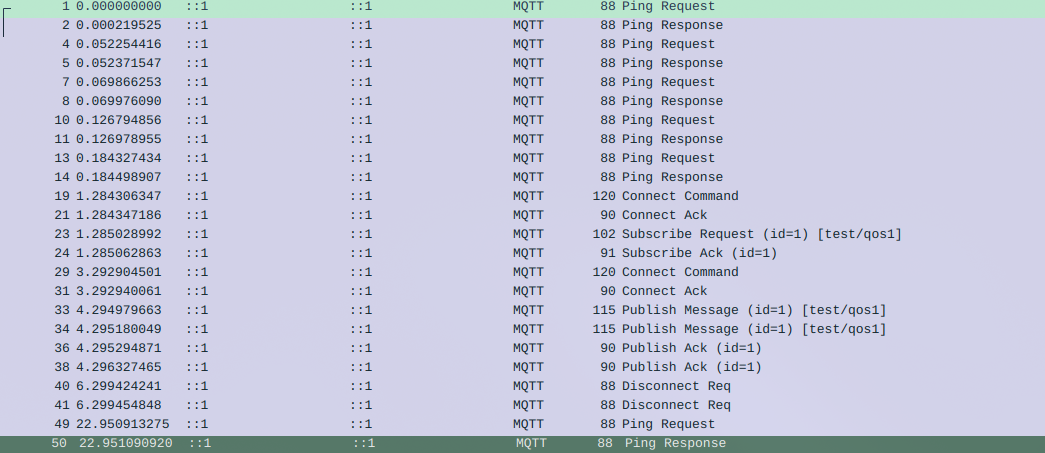 1 0.000000000 ::1 ::1 MQTT 88 Ping Request
2 0.000219525 ::1 ::1 MQTT 88 Ping Response
4 0.052254416 ::1 ::1 MQTT 88 Ping Request
5 0.052371547 ::1 ::1 MQTT 88 Ping Response
7 0.069866253 ::1 ::1 MQTT 88 Ping Request
8 0.069976090 ::1 ::1 MQTT 88 Ping Response
10 0.126794856 ::1 ::1 MQTT 88 Ping Request
11 0.126978955 ::1 ::1 MQTT 88 Ping Response
13 0.184327434 ::1 ::1 MQTT 88 Ping Request
14 0.184498907 ::1 ::1 MQTT 88 Ping Response
19 1.284306347 ::1 ::1 MQTT 120 Connect Command
21 1.284347186 ::1 ::1 MQTT 90 Connect Ack
23 1.285028992 ::1 ::1 MQTT 102 Subscribe Request (id=1) [test/qos1]
24 1.285062863 ::1 ::1 MQTT 91 Subscribe Ack (id=1)
29 3.292904501 ::1 ::1 MQTT 120 Connect Command
31 3.292940061 ::1 ::1 MQTT 90 Connect Ack
33 4.294979663 ::1 ::1 MQTT 115 Publish Message (id=1) [test/qos1]
34 4.295180049 ::1 ::1 MQTT 115 Publish Message (id=1) [test/qos1]
36 4.295294871 ::1 ::1 MQTT 90 Publish Ack (id=1)
38 4.296327465 ::1 ::1 MQTT 90 Publish Ack (id=1)
40 6.299424241 ::1 ::1 MQTT 88 Disconnect Req
41 6.299454848 ::1 ::1 MQTT 88 Disconnect Req
49 22.950913275 ::1 ::1 MQTT 88 Ping Request
50 22.951090920 ::1 ::1 MQTT 88 Ping Response